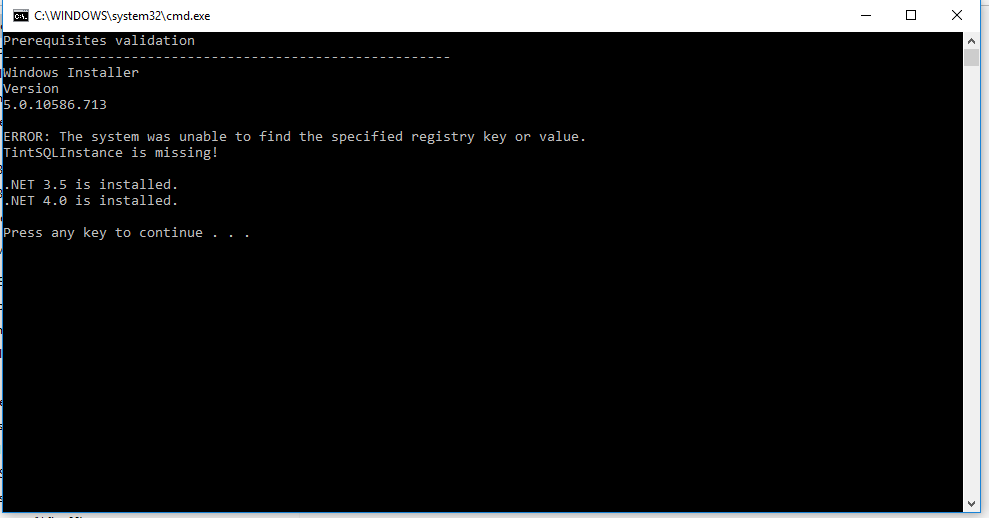 C:\WINDOWS\system32\cmd.exe
Prerequisites validation
--------------------------------------------------------
Windows Installer
Version
5.0.10586.713
ERROR: The system was unable to find the specified registry key or value.
TintSQLInstance is missing!
.NET 3.5 is installed.
.NET 4.0 is installed.
Press any key to continue . . .